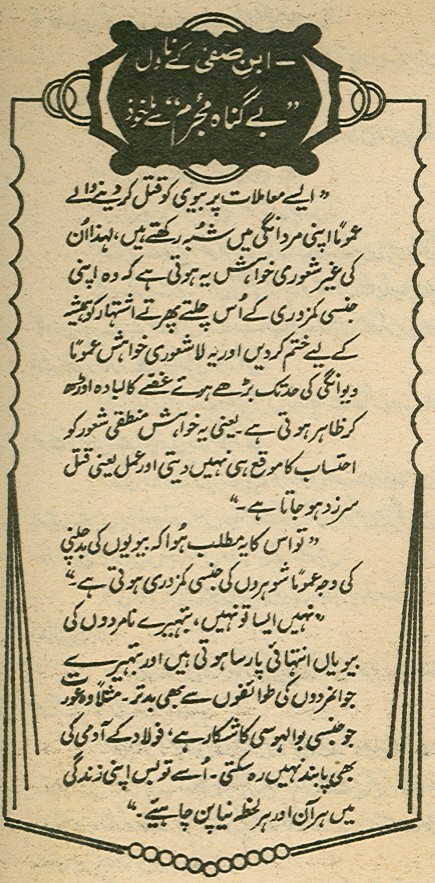 — ابن صفی کے ناول
”بے گناہ مجرم“ سے ماخوذ
”ایسے معاملات پر بیوی کو قتل کر دینے والے
عموماً اپنی مردانگی میں شبہ رکھتے ہیں، لہذا اُن
کی غیر شعوری خواہش یہ ہوتی ہے کہ وہ اپنی
جنسی کمزوری کے اُس چلتے پھرتے اشتہار کو ہمیشہ
کے لیے ختم کر دیں اور یہ لاشعوری خواہش عموماً
دیوانگی کی حد تک بڑھے ہوئے غصّے کا لبادہ اوڑھ
کر ظاہر ہوتی ہے۔ یعنی یہ خواہش منطقی شعور کو
احتساب کا موقع ہی نہیں دیتی اور عمل یعنی قتل
سرزد ہو جاتا ہے۔“
”تو اس کا یہ مطلب ہُوا کہ بیویوں کی بدچلنی
کی وجہ عموماً شوہروں کی جنسی کمزوری ہوتی ہے۔“
”نہیں ایسا تو نہیں، بہتیرے نامردوں کی
بیویاں انتہائی پارسا ہوتی ہیں اور بہتیرے
جوانمردوں کی طوائفوں سے بھی بدتر۔ مثلاً وہ عورت
جو جنسی بوالہوسی کا شکار ہے، فولاد کے آدمی کی
بھی پابند نہیں رہ سکتی۔ اُسے تو بس اپنی زندگی
میں ہر آن اور ہر لحظہ نیا پن چاہیئے۔“